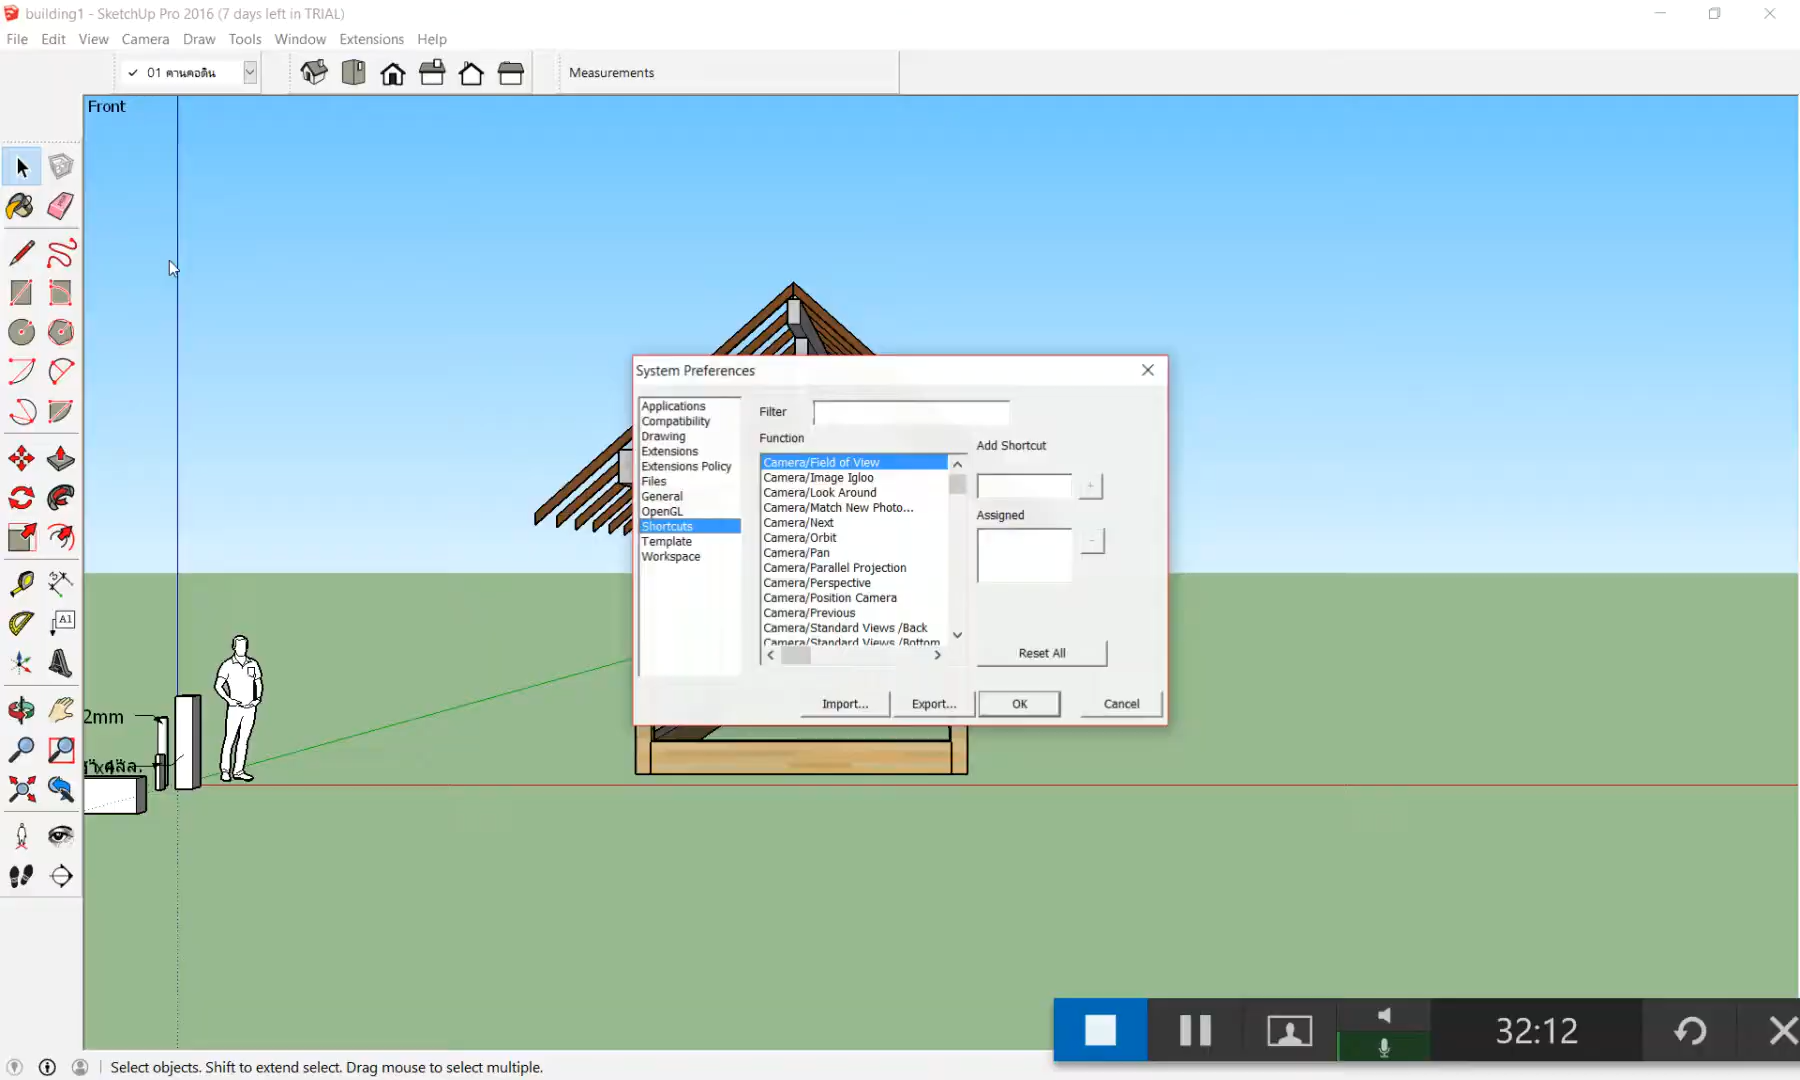 building1 - SketchUp Pro 2016 (7 days left in TRIAL)
File Edit View Camera Draw Tools Window Extensions Help
01 คานคอดิน
Measurements
Front
System Preferences
Applications
Compatibility
Drawing
Extensions
Extensions Policy
Files
General
OpenGL
Shortcuts
Template
Workspace
Filter
Function
Camera/Field of View
Camera/Image Igloo
Camera/Look Around
Camera/Match New Photo...
Camera/Next
Camera/Orbit
Camera/Pan
Camera/Parallel Projection
Camera/Perspective
Camera/Position Camera
Camera/Previous
Camera/Standard Views /Back
Camera/Standard Views /Bottom
Add Shortcut
+
Assigned
-
Reset All
Import... Export... OK Cancel
A1
2mm
32:12
Select objects. Shift to extend select. Drag mouse to select multiple.